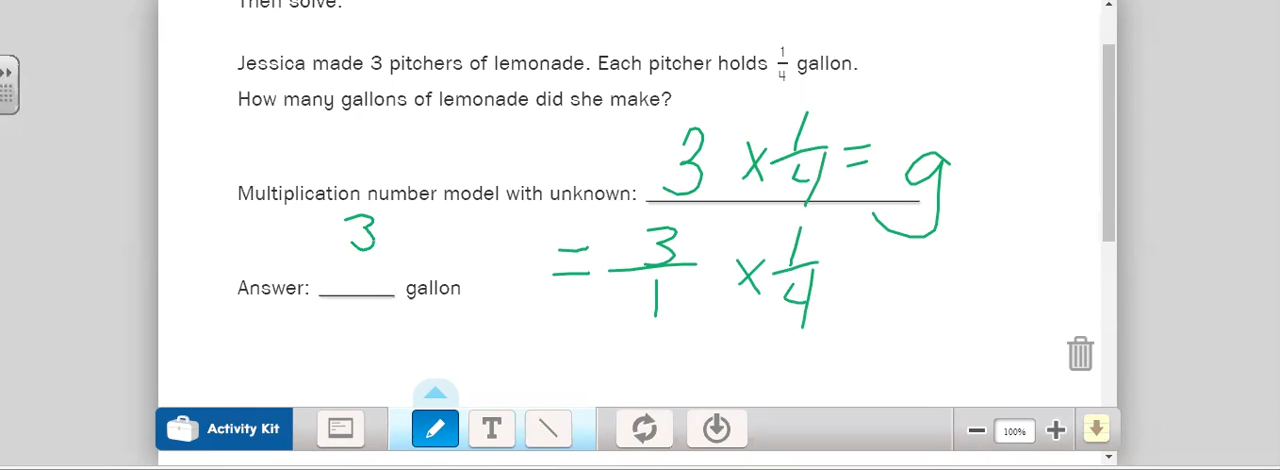 Then solve.
Jessica made 3 pitchers of lemonade. Each pitcher holds 1/4 gallon.
How many gallons of lemonade did she make?
Multiplication number model with unknown: 3 × 1/4 = g
= 3/1 × 1/4
3
Answer: ______ gallon
Activity Kit
T
100%